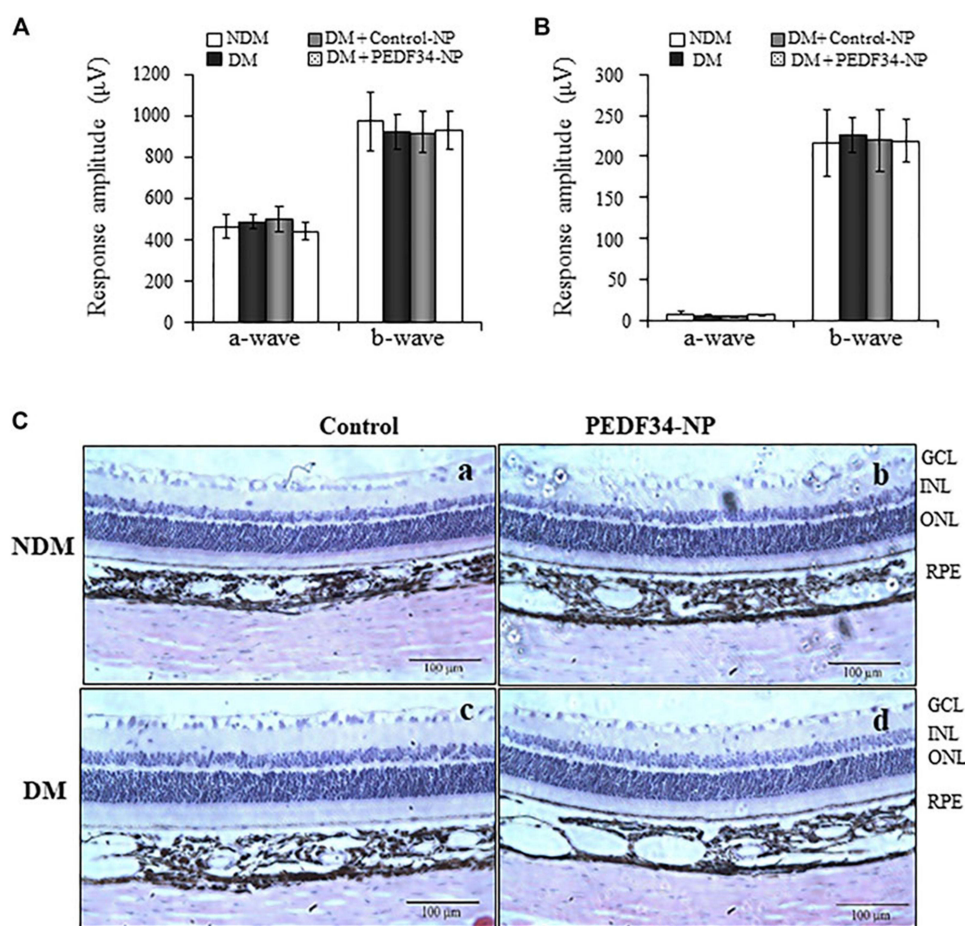 A
NDM
DM+Control-NP
DM
DM+PEDF34-NP
Response amplitude (μV)
1200
1000
800
600
400
200
0
a-wave
b-wave
B
NDM
DM+Control-NP
DM
DM+PEDF34-NP
Response amplitude (μV)
300
250
200
150
100
50
0
a-wave
b-wave
C
Control
PEDF34-NP
NDM
a
100 μm
b
100 μm
GCL
INL
ONL
RPE
DM
c
100 μm
d
100 μm
GCL
INL
ONL
RPE